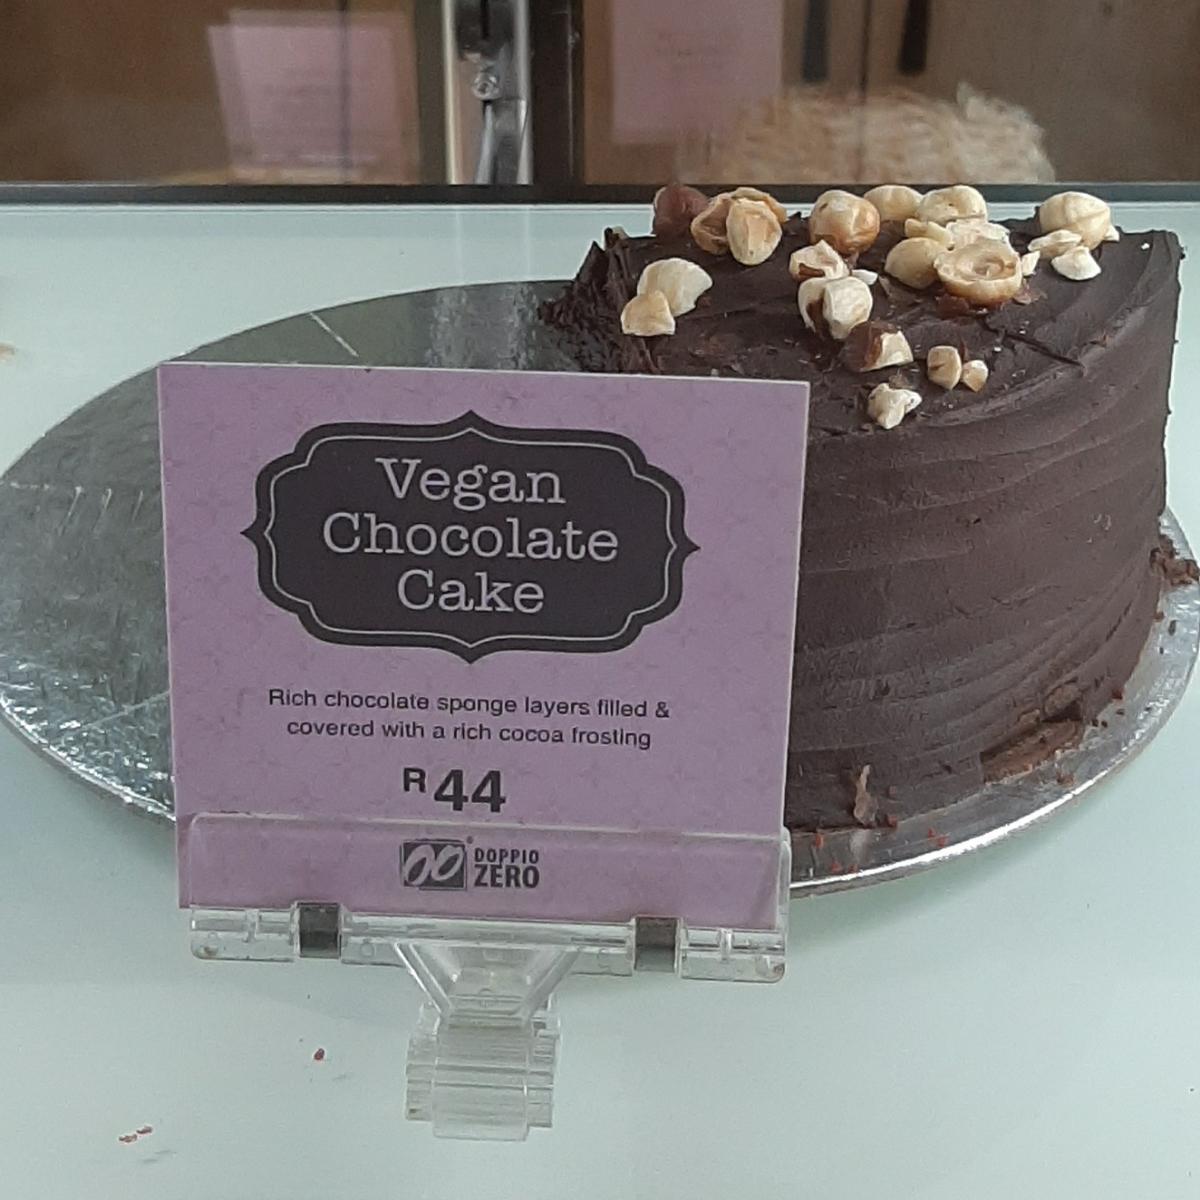 Vegan
Chocolate
Cake
Rich chocolate sponge layers filled &
covered with a rich cocoa frosting
R44
DOPPIO
ZERO